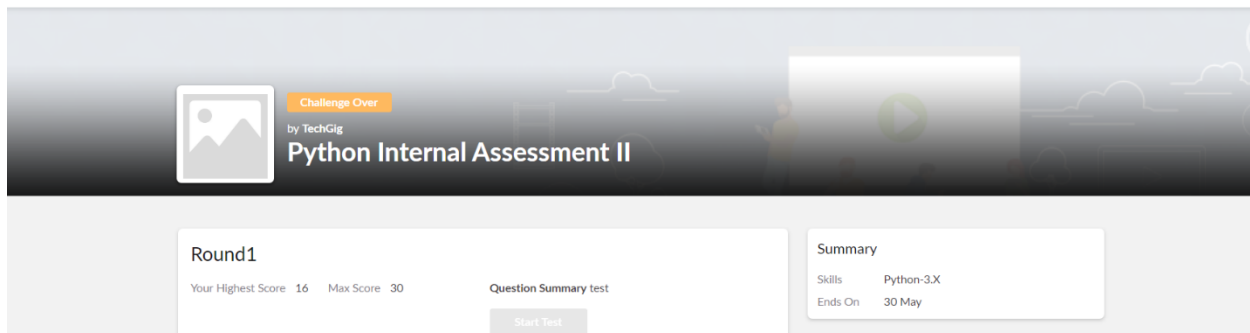 Challenge Over
by TechGig
Python Internal Assessment II
Round1
Your Highest Score 16 Max Score 30
Question Summary test
Start Test
Summary
Skills Python-3.X
Ends On 30 May